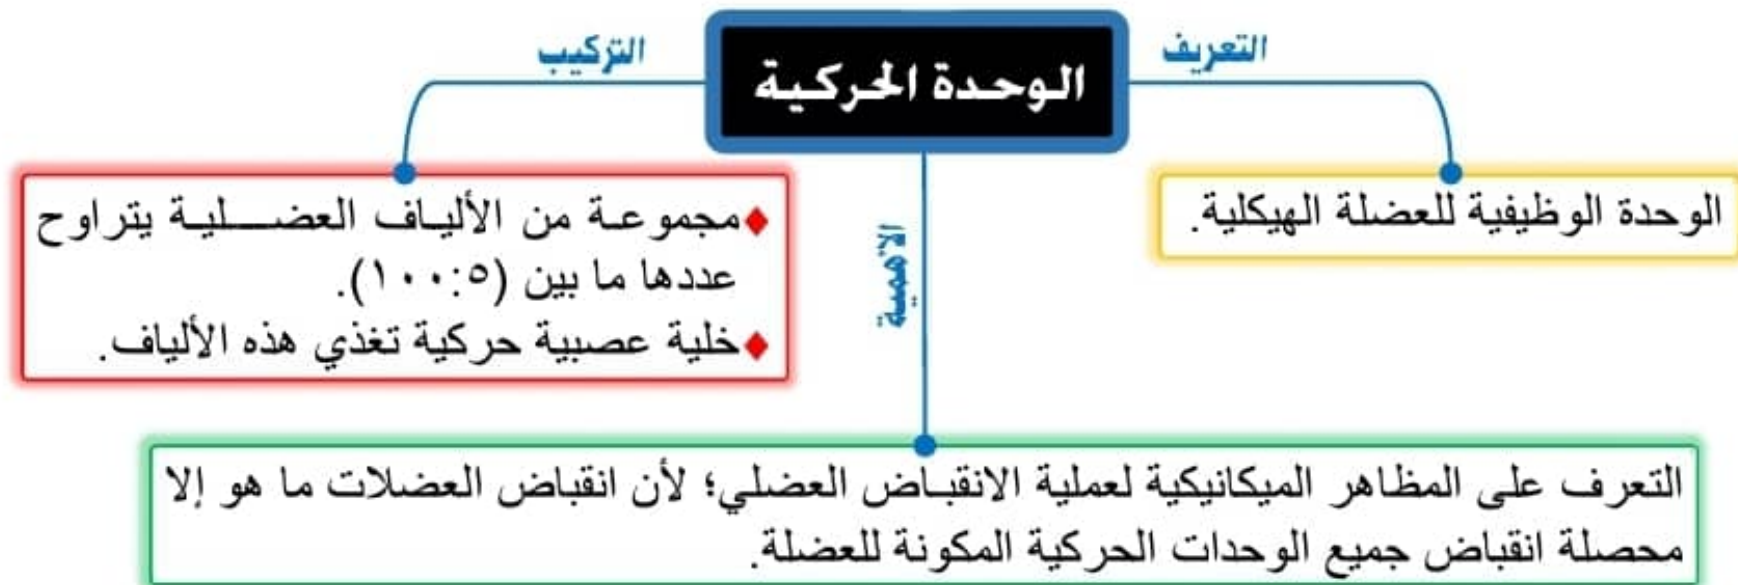 الوحدة الحركية
التعريف
الوحدة الوظيفية للعضلة الهيكلية.
التركيب
♦مجموعة من الألياف العضلية يتراوح
عددها ما بين (٥:١٠٠).
♦خلية عصبية حركية تغذي هذه الألياف.
الأهمية
التعرف على المظاهر الميكانيكية لعملية الانقباض العضلي؛ لأن انقباض العضلات ما هو إلا
محصلة انقباض جميع الوحدات الحركية المكونة للعضلة.